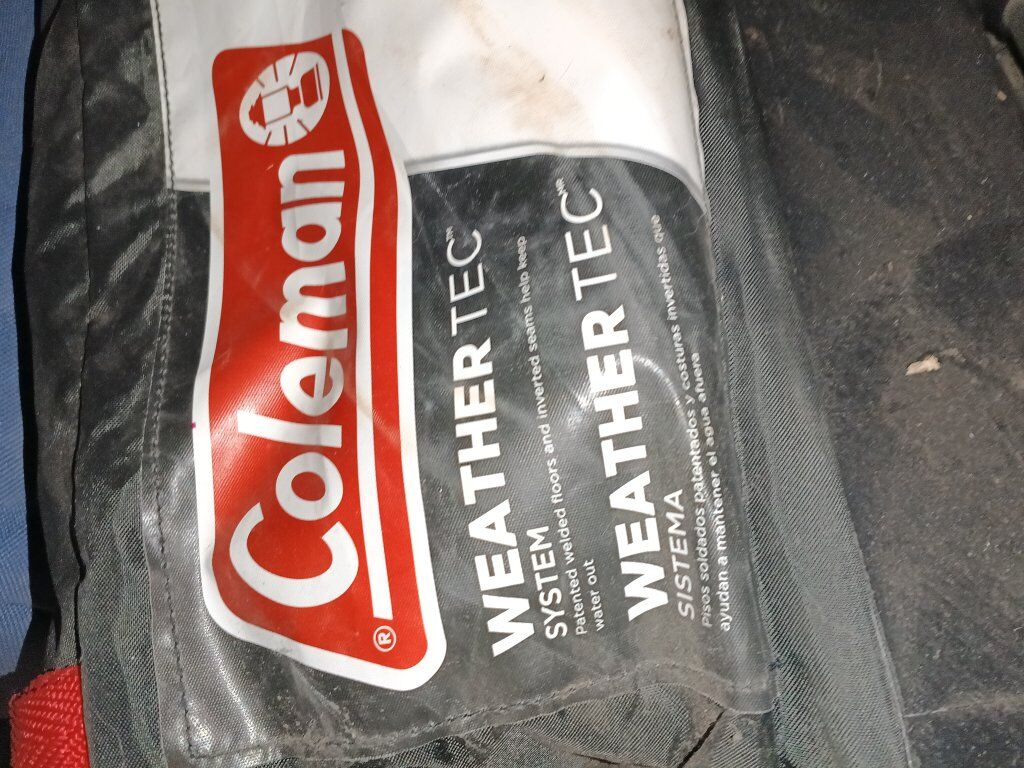 Coleman®
WEATHERTEC™
SYSTEM
Patented welded floors and inverted seams help keep
water out
WEATHERTEC™ᴿ
SISTEMA
Pisos soldados patentados y costuras invertidas que
ayudan a mantener el agua afuera